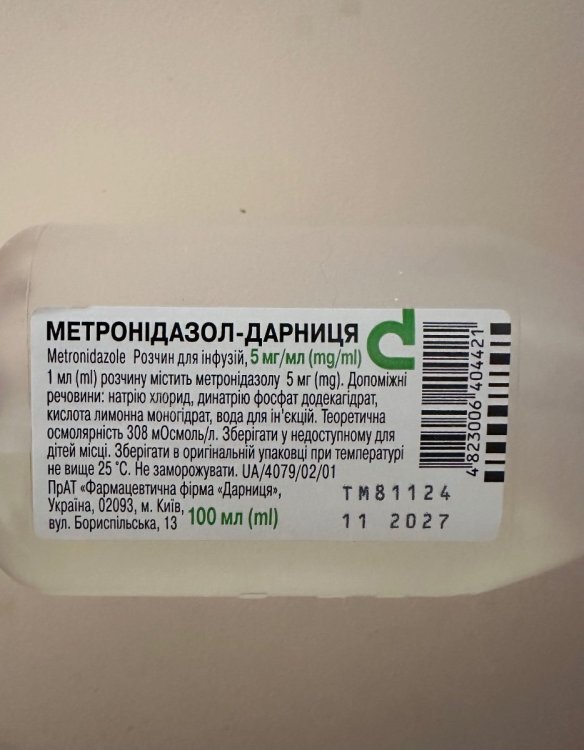 МЕТРОНІДАЗОЛ-ДАРНИЦЯ
Metronidazole Розчин для інфузій, 5 мг/мл (mg/ml)
1 мл (ml) розчину містить метронідазолу 5 мг (mg). Допоміжні
речовини: натрію хлорид, динатрію фосфат додекагідрат,
кислота лимонна моногідрат, вода для ін'єкцій. Теоретична
осмолярність 308 мОсмоль/л. Зберігати у недоступному для
дітей місці. Зберігати в оригінальній упаковці при температурі
не вище 25 °С. Не заморожувати. UA/4079/02/01
ПрАТ «Фармацевтична фірма «Дарниця»,
Україна, 02093, м. Київ,
вул. Бориспільська, 13 100 мл (ml)
TM81124
11 2027
4 823006 404421